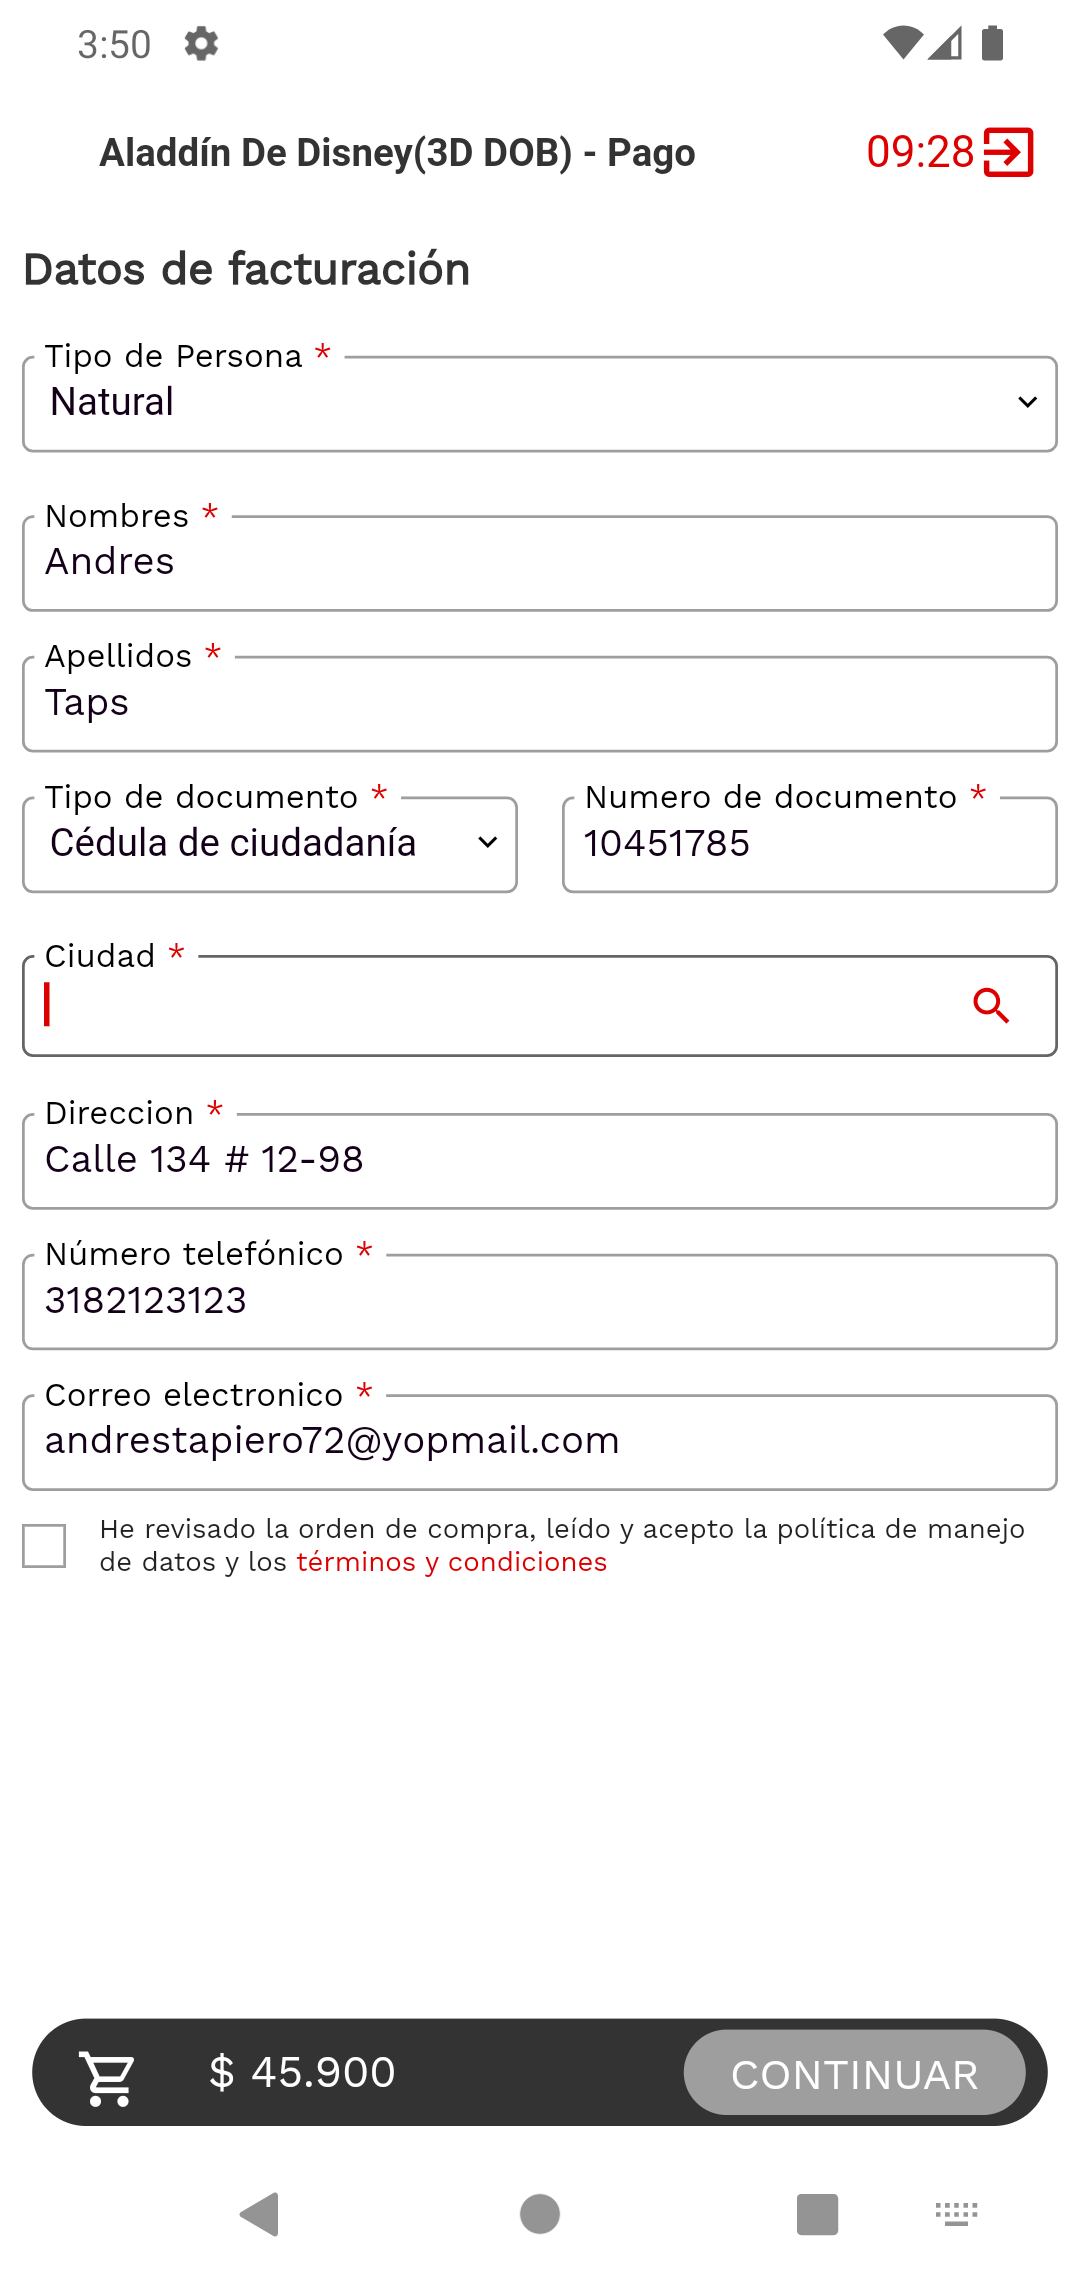 3:50
Aladdín De Disney(3D DOB) - Pago
09:28
Datos de facturación
Tipo de Persona *
Natural
Nombres *
Andres
Apellidos *
Taps
Tipo de documento *
Cédula de ciudadanía
Numero de documento *
10451785
Ciudad *
Direccion *
Calle 134 # 12-98
Número telefónico *
3182123123
Correo electronico *
andrestapiero72@yopmail.com
He revisado la orden de compra, leído y acepto la política de manejo
de datos y los términos y condiciones
$ 45.900
CONTINUAR